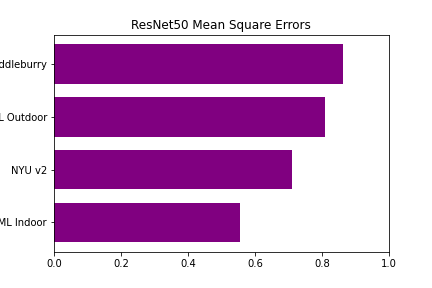 ResNet50 Mean Square Errors
ddleburry
L Outdoor
NYU v2
ML Indoor
0.0 0.2 0.4 0.6 0.8 1.0